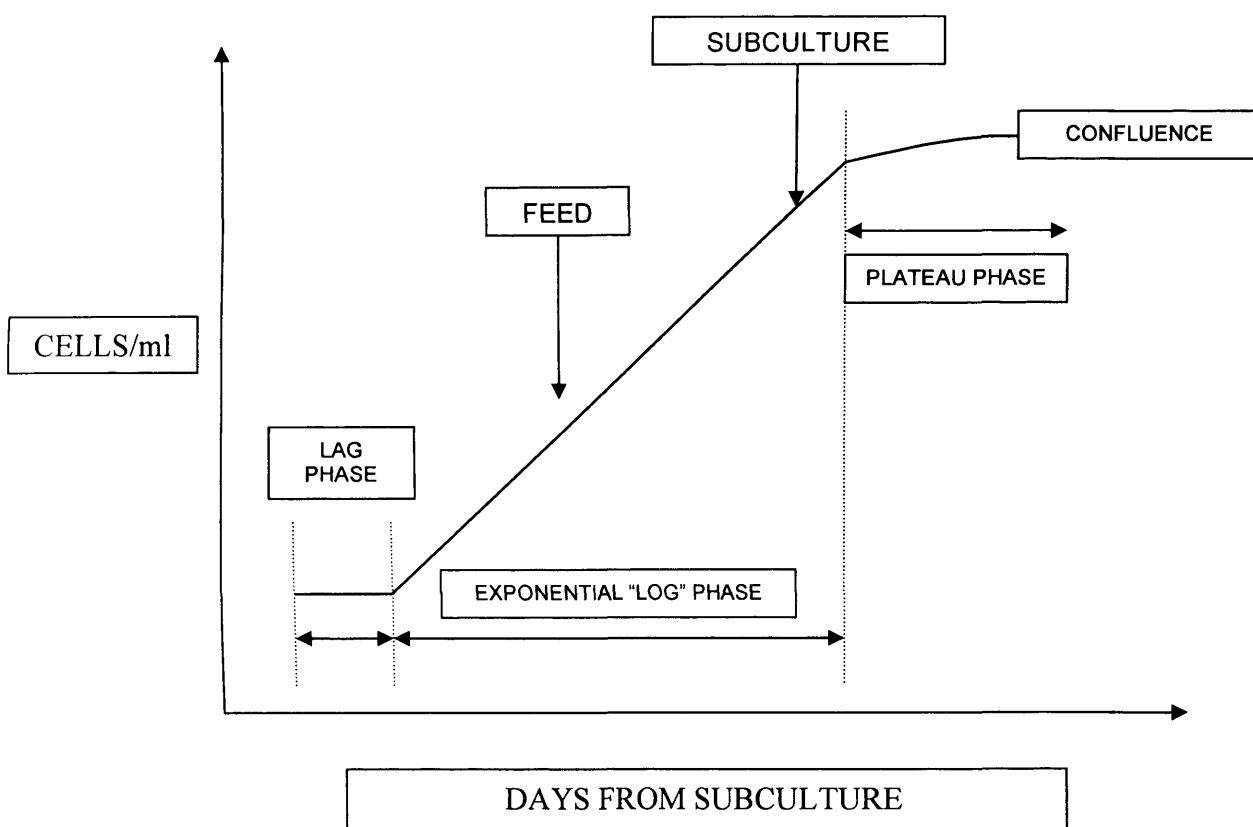 SUBCULTURE
CONFLUENCE
FEED
PLATEAU PHASE
CELLS/ml
LAG
PHASE
EXPONENTIAL “LOG” PHASE
DAYS FROM SUBCULTURE